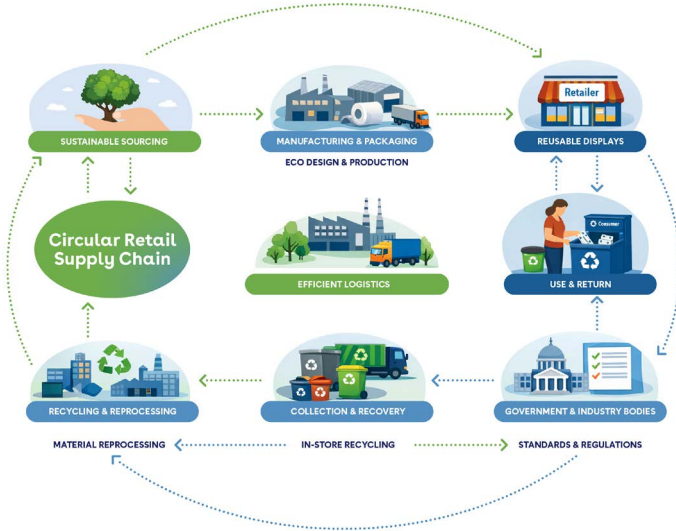 Retailer
SUSTAINABLE SOURCING
MANUFACTURING & PACKAGING
REUSABLE DISPLAYS
ECO DESIGN & PRODUCTION
Circular Retail
Supply Chain
Consumer
EFFICIENT LOGISTICS
USE & RETURN
RECYCLING & REPROCESSING
COLLECTION & RECOVERY
GOVERNMENT & INDUSTRY BODIES
MATERIAL REPROCESSING
IN-STORE RECYCLING
STANDARDS & REGULATIONS